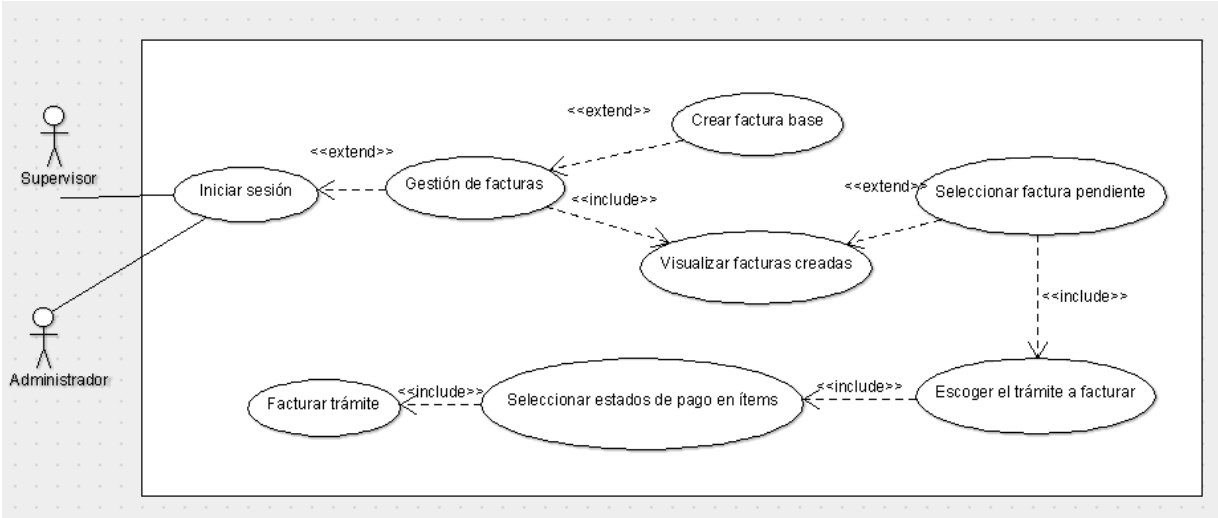 <<extend>>
Crear factura base
Supervisor
<<extend>>
Iniciar sesión
Gestión de facturas
<<include>>
<<extend>>
Seleccionar factura pendiente
Visualizar facturas creadas
<<include>>
Administrador
Facturar trámite
<<include>>
Seleccionar estados de pago en ítems
<<include>>
Escoger el trámite a facturar